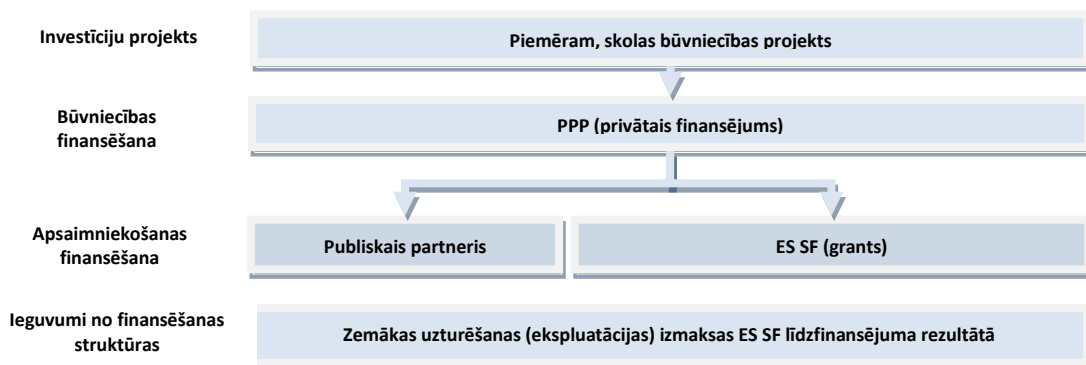 Investīciju projekts
Piemēram, skolas būvniecības projekts
Būvniecības
finansēšana
PPP (privātais finansējums)
Apsaimniekošanas
finansēšana
Publiskais partneris
ES SF (grants)
Ieguvumi no finansēšanas
struktūras
Zemākas uzturēšanas (ekspluatācijas) izmaksas ES SF līdzfinansējuma rezultātā